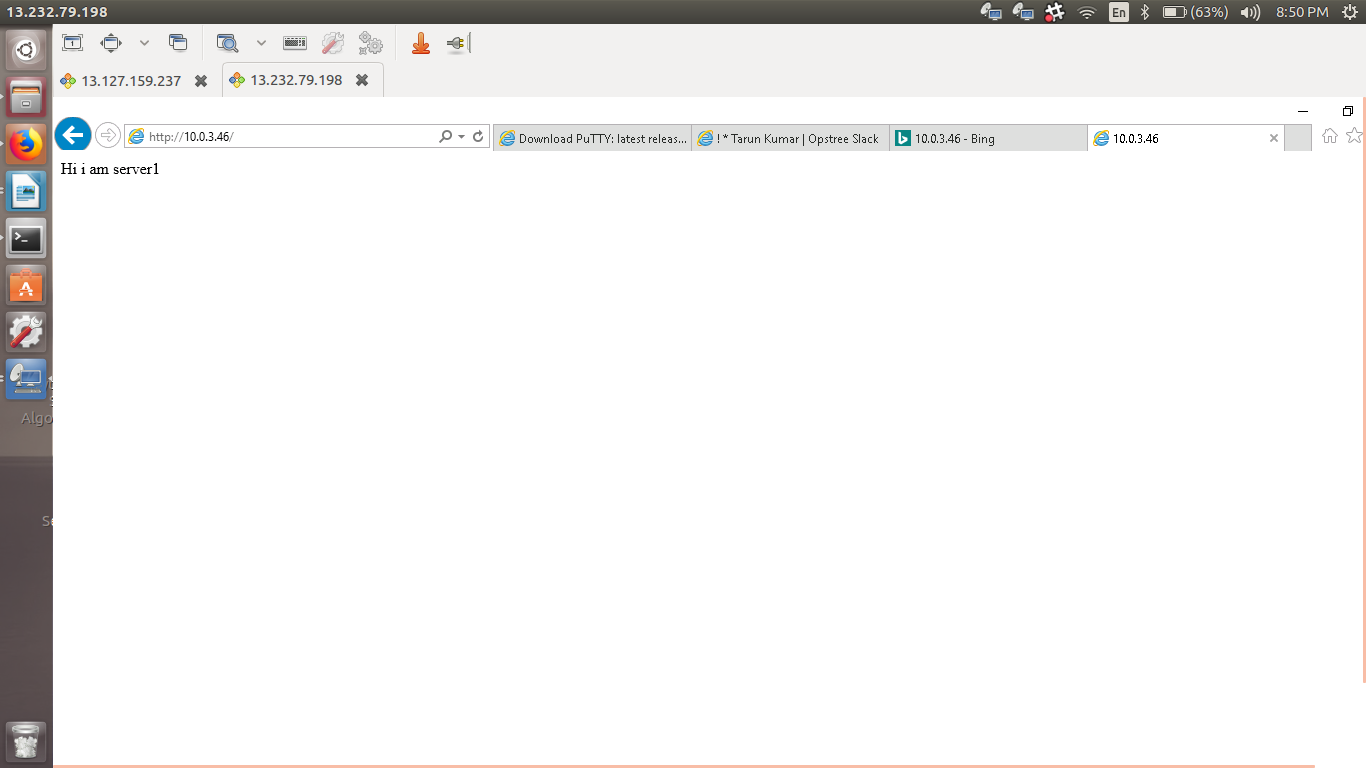 13.232.79.198
En
(63%)
8:50 PM
13.127.159.237
13.232.79.198
http://10.0.3.46/
Download PuTTY: latest releas...
! * Tarun Kumar | Opstree Slack
10.0.3.46 - Bing
10.0.3.46
Hi i am server1
Algo
Se